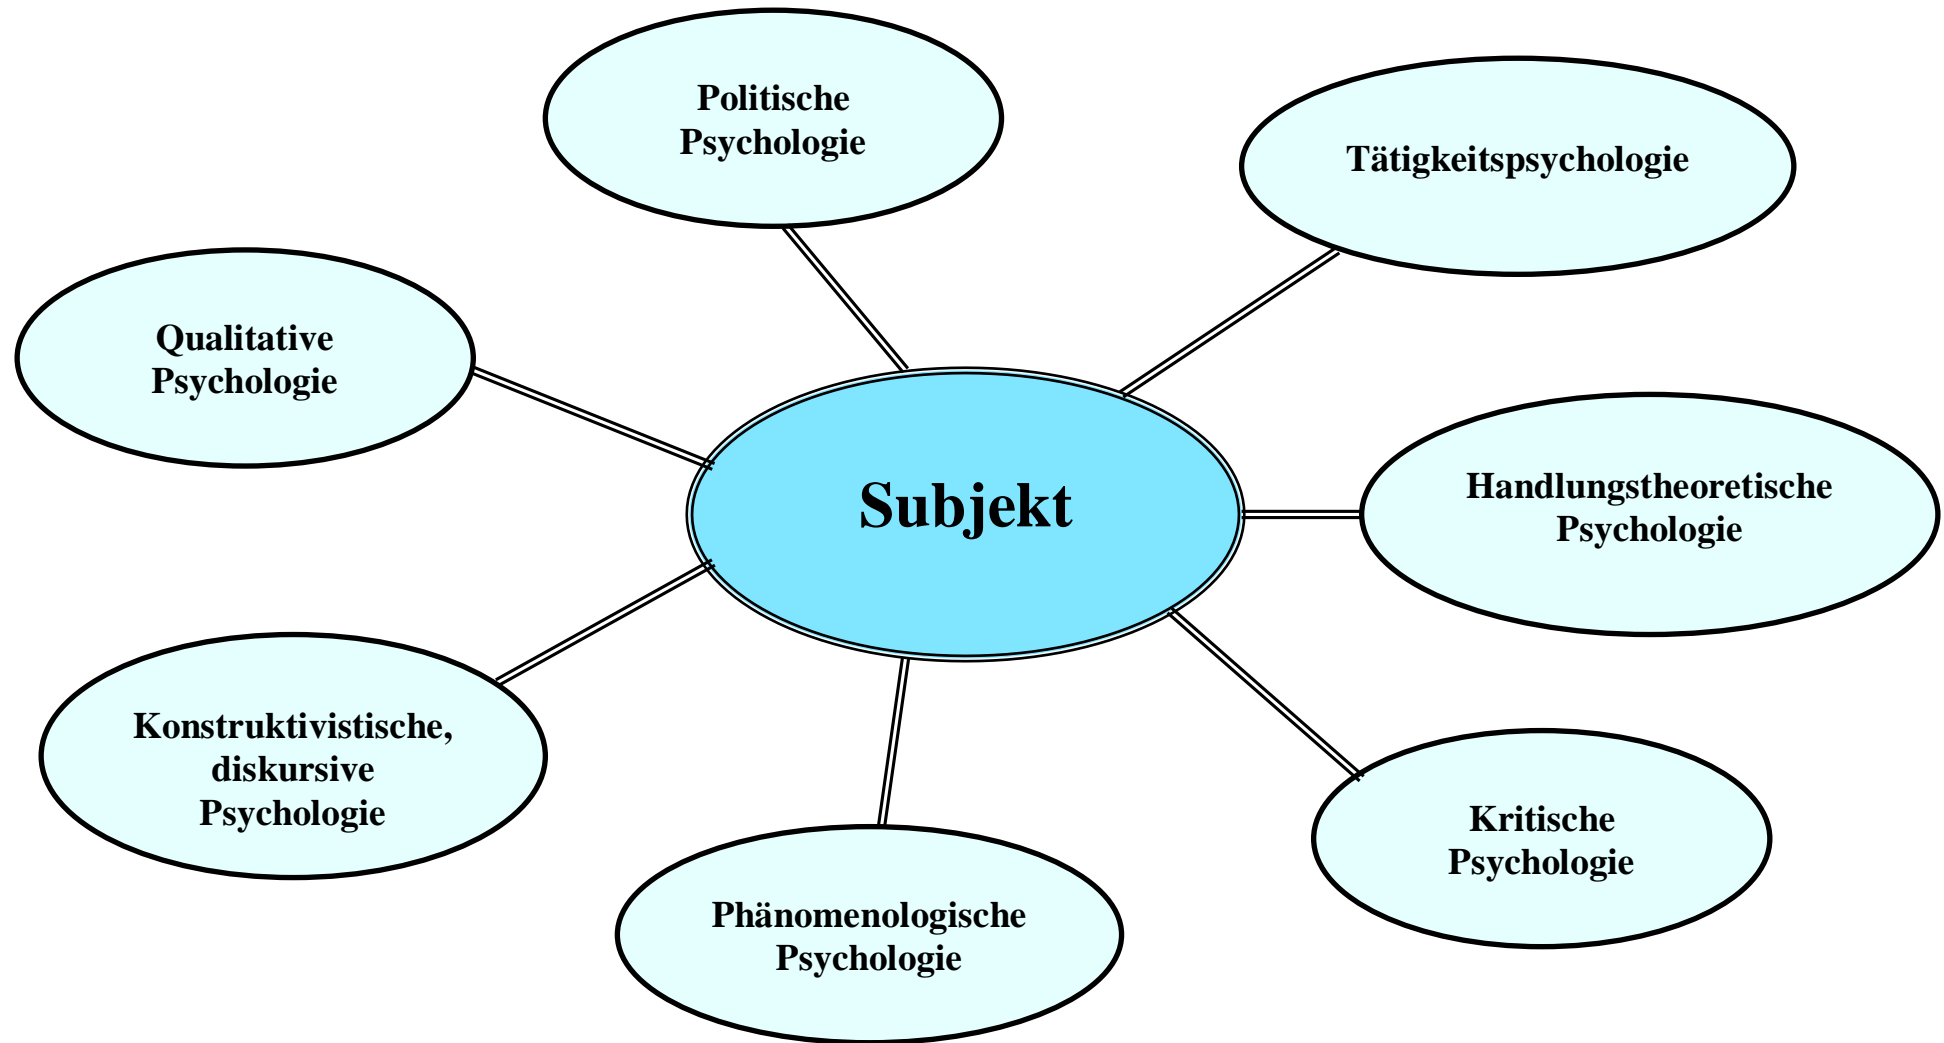 Politische
Psychologie
Tätigkeitspsychologie
Qualitative
Psychologie
Subjekt
Handlungstheoretische
Psychologie
Konstruktivistische,
diskursive
Psychologie
Kritische
Psychologie
Phänomenologische
Psychologie